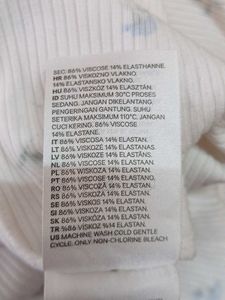 SEC: 86% VISCOSE 14% ELASTHANNE.
HR 86% VISKOZNO VLAKNO.
14% ELASTANSKO VLAKNO.
HU 86% VISZKÓZ 14% ELASZTÁN.
ID SUHU MAKSIMUM 30°C PROSES
SEDANG. JANGAN DIKELANTANG.
PENGERINGAN GANTUNG. SUHU
SETERIKA MAKSIMUM 110°C. JANGAN
CUCI KERING. 86% VISCOSE
14% ELASTANE.
IT 86% VISCOSA 14% ELASTAN.
LT 86% VISKOZĖ 14% ELASTANAS.
LV 86% VISKOZE 14% ELASTĀNS.
NL 86% VISCOSE 14% ELASTAAN.
PL 86% WISKOZA 14% ELASTAN.
PT 86% VISCOSE 14% ELASTANO.
RO 86% VISCOZĂ 14% ELASTAN.
RS 86% VISKOZA 14% ELASTIN.
SE 86% VISKOS 14% ELASTAN.
SI 86% VISKOZA 14% ELASTAN.
SK 86% VISKÓZA 14% ELASTAN.
TR %86 VİSKOZ %14 ELASTAN.
US MACHINE WASH COLD GENTLE
CYCLE. ONLY NON-CHLORINE BLEACH